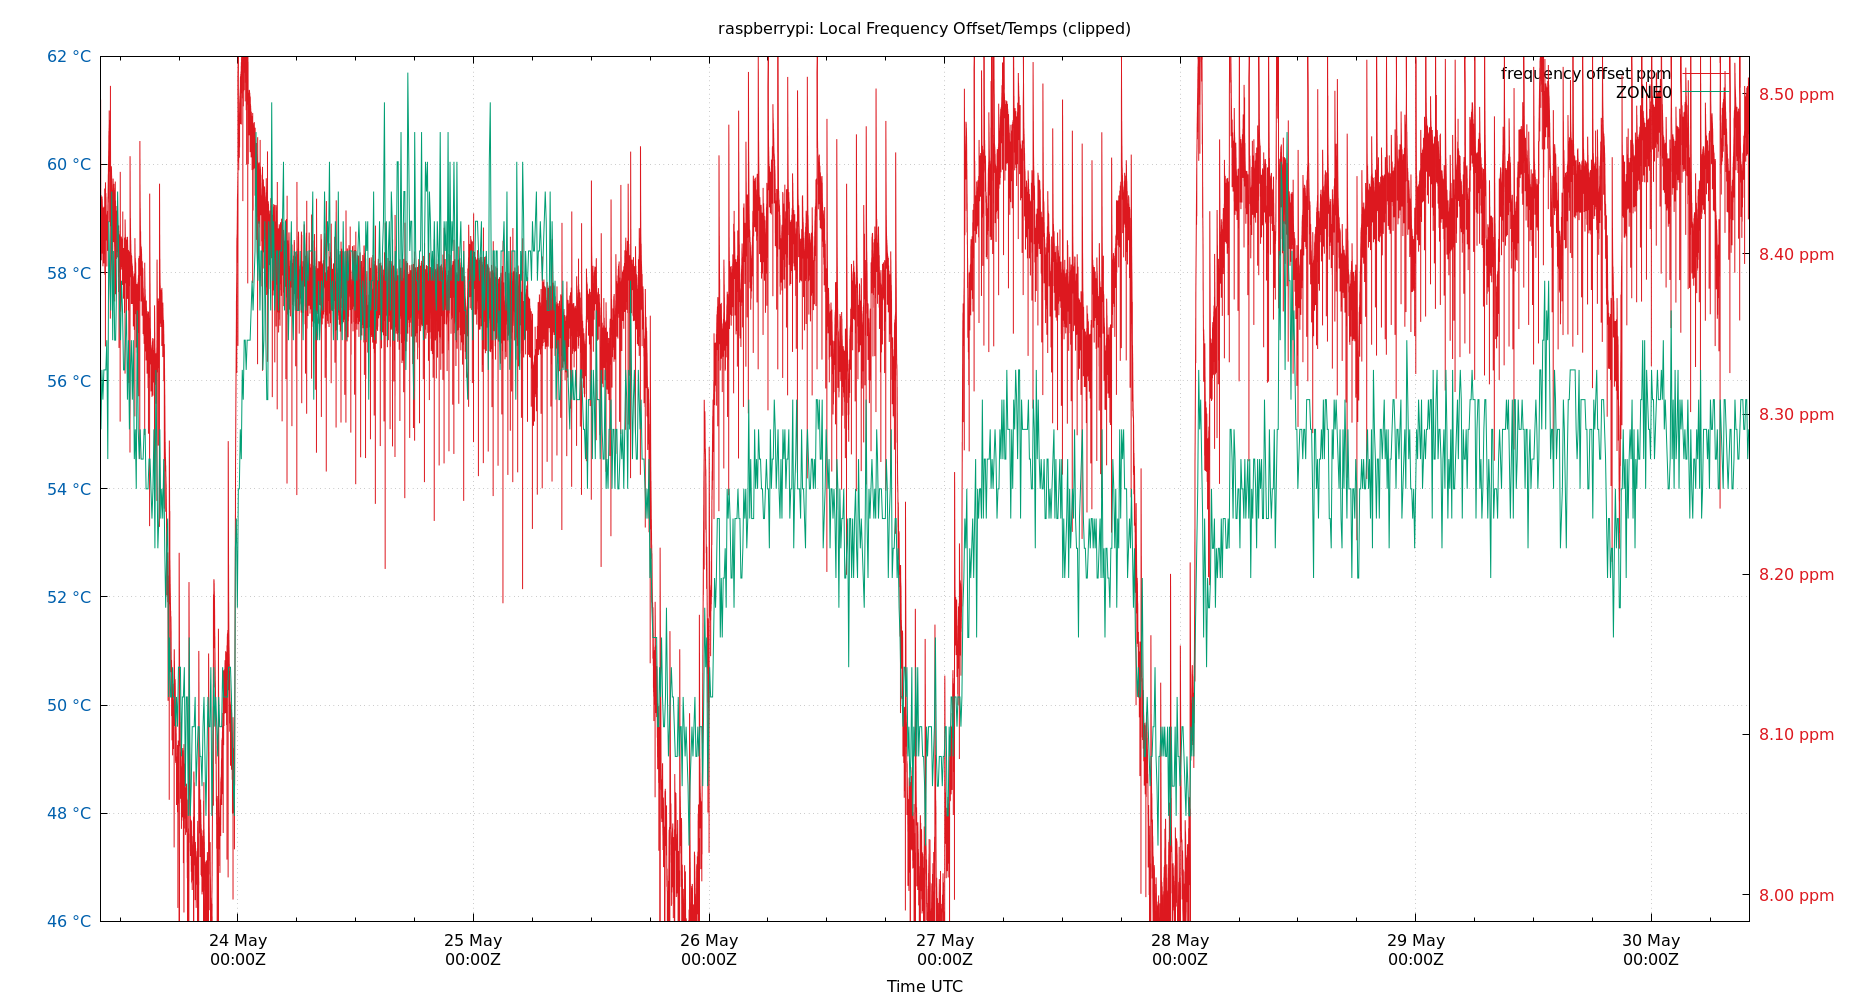 raspberrypi: Local Frequency Offset/Temps (clipped)
62 °C
60 °C
58 °C
56 °C
54 °C
52 °C
50 °C
48 °C
46 °C
frequency offset ppm
ZONE0
8.50 ppm
8.40 ppm
8.30 ppm
8.20 ppm
8.10 ppm
8.00 ppm
24 May
00:00Z
25 May
00:00Z
26 May
00:00Z
27 May
00:00Z
28 May
00:00Z
29 May
00:00Z
30 May
00:00Z
Time UTC